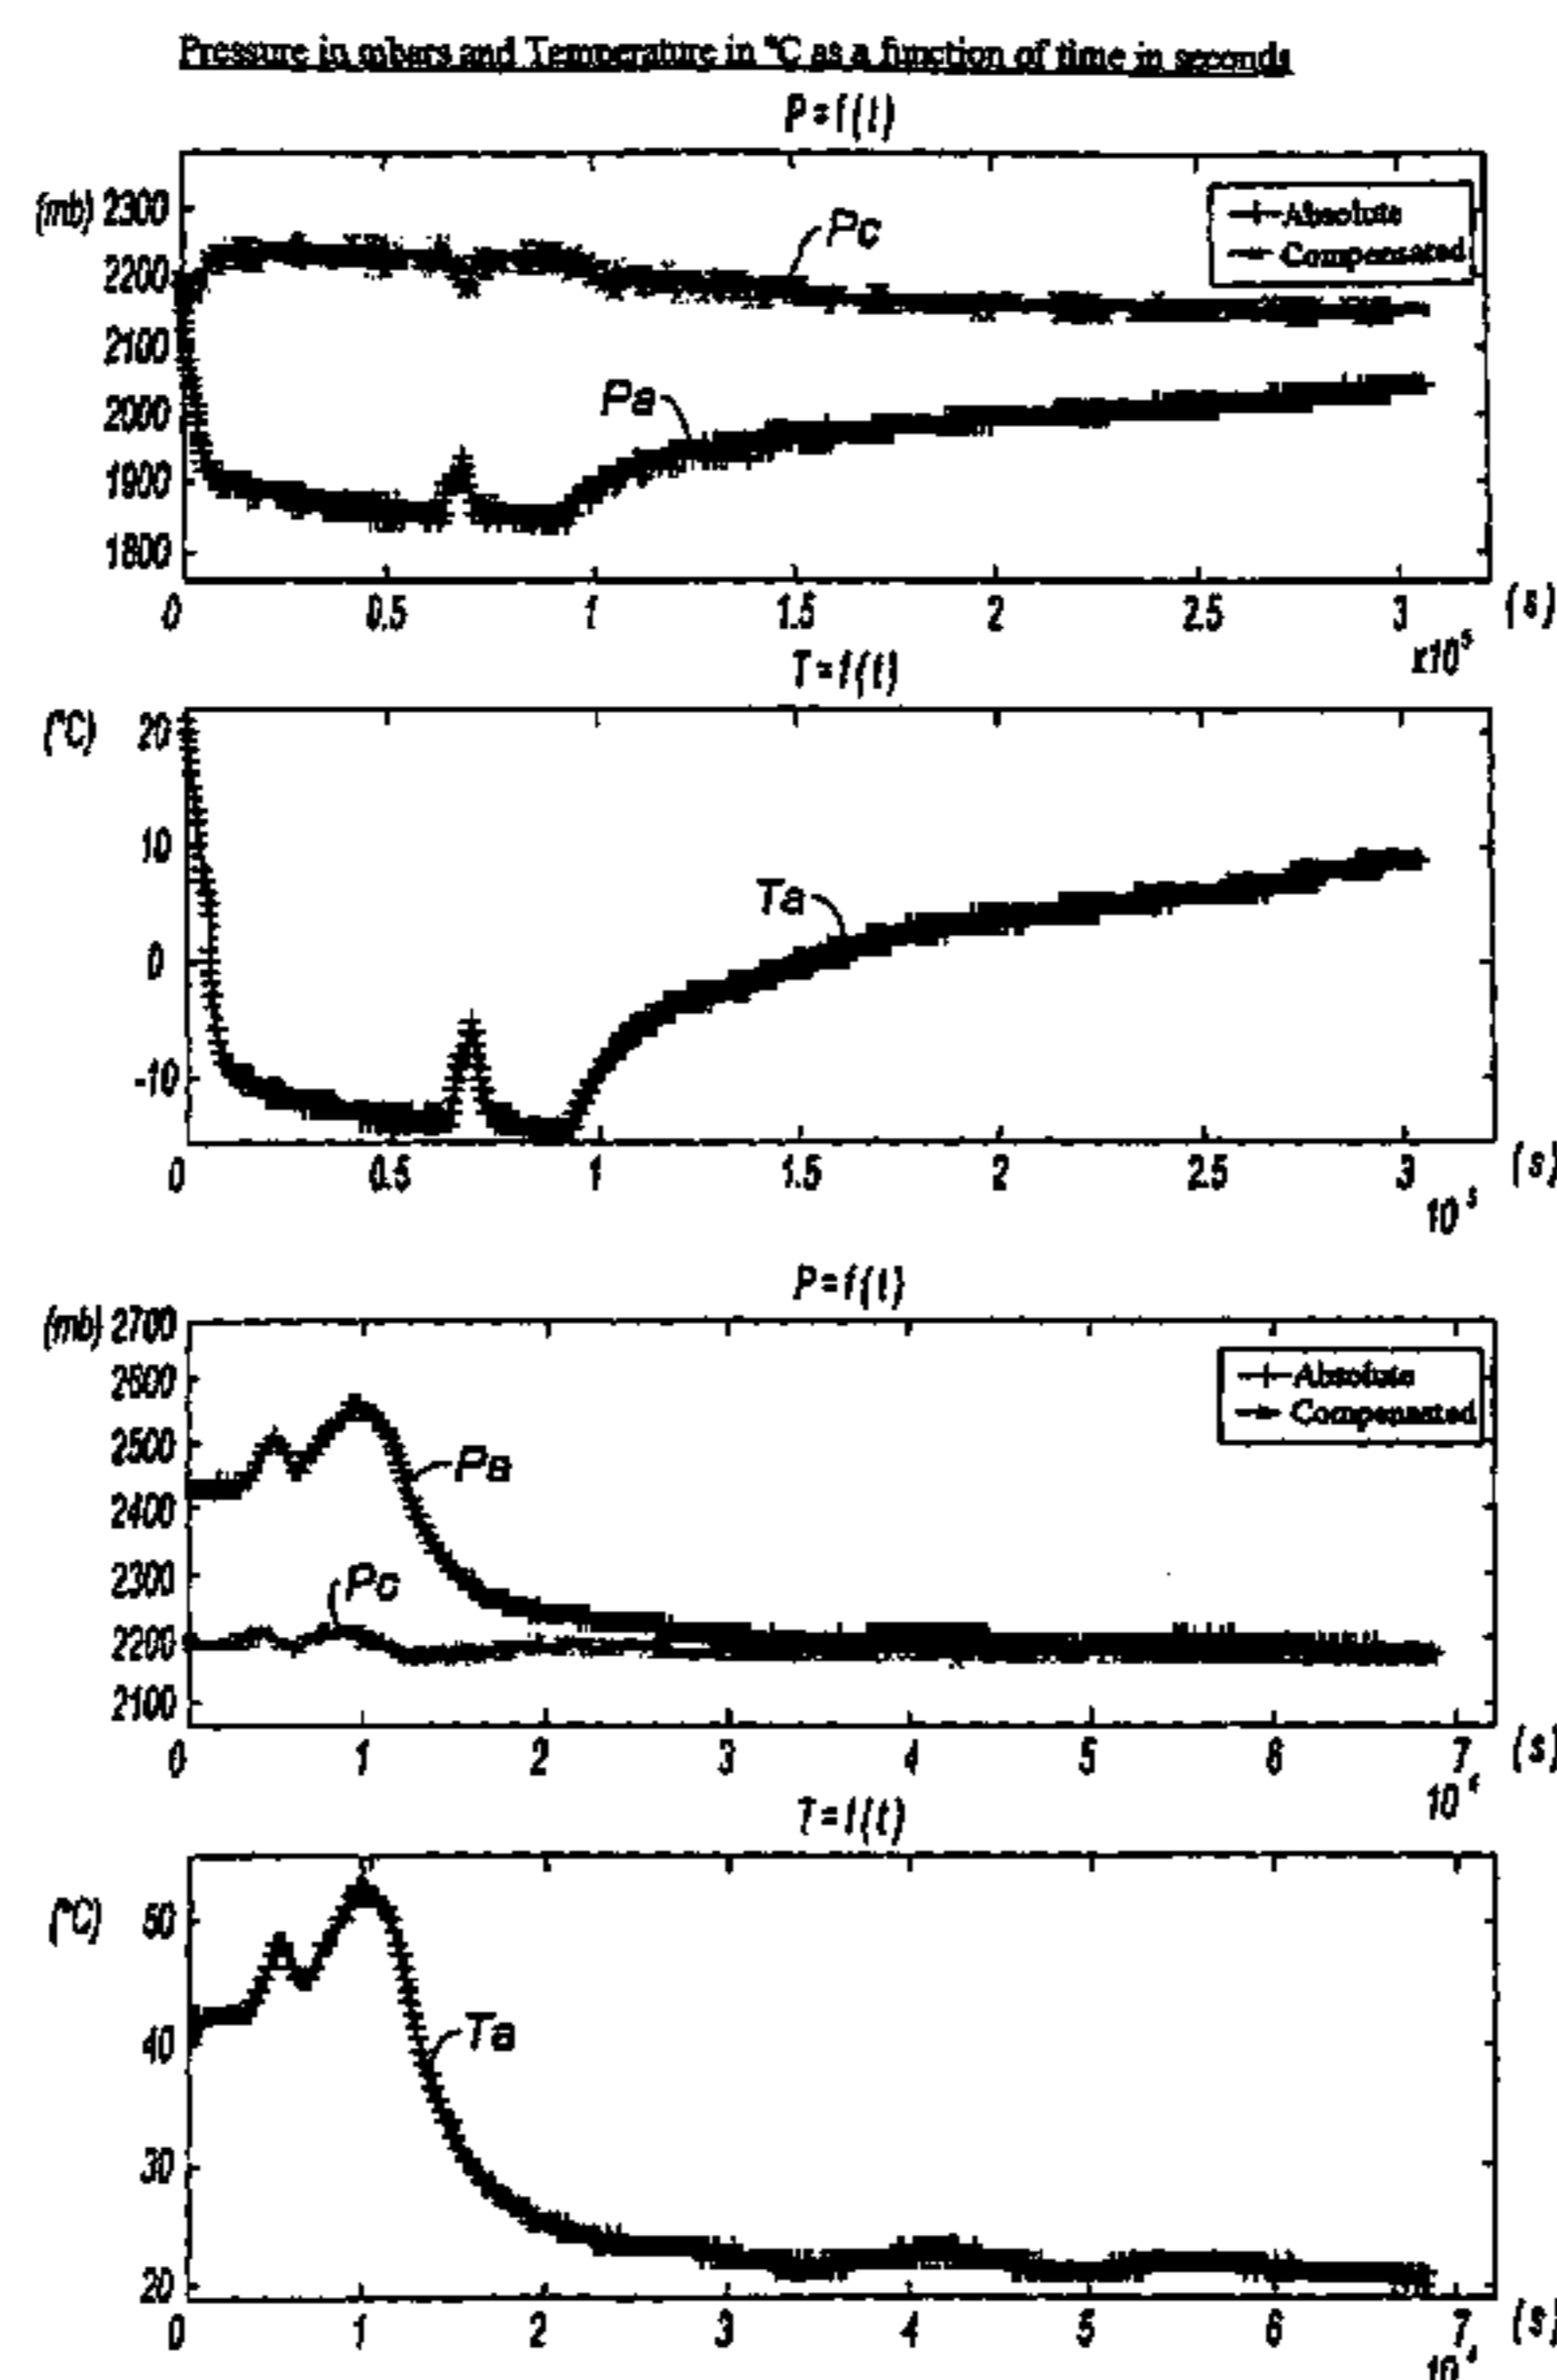 Pressure in mbars and Temperature in °C as a function of time in seconds
P = f(t)
(mb) 2300
2200
2100
2000
1900
1800
Pc
Pa
Absolute
Compensated
0 0.5 1 1.5 2 2.5 3 (s)
x10⁵
T = f(t)
(°C) 20
10
0
-10
Ta
0 0.5 1 1.5 2 2.5 3 (s)
10⁵
P = f(t)
(mb) 2700
2600
2500
2400
2300
2200
2100
Pa
Pc
Absolute
Compensated
0 1 2 3 4 5 6 7 (s)
10⁴
T = f(t)
(°C) 50
40
30
20
Ta
0 1 2 3 4 5 6 7 (s)
10⁴